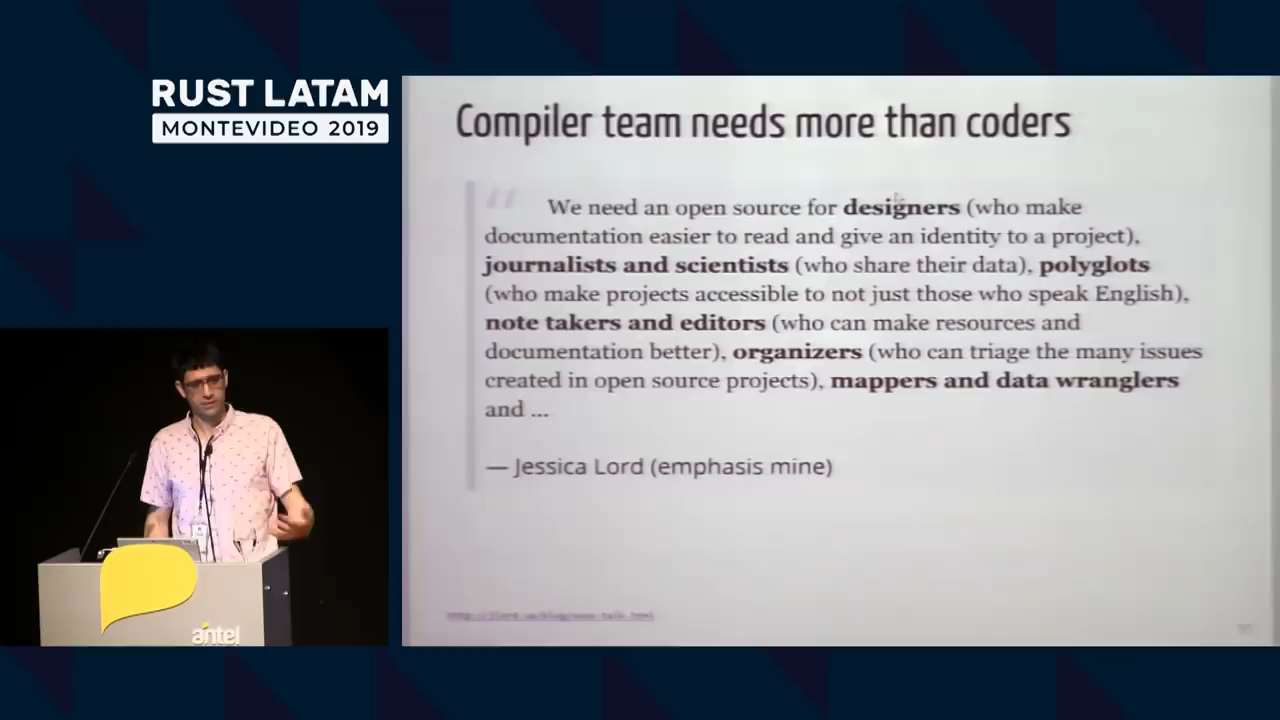 RUST LATAM
MONTEVIDEO 2019
Compiler team needs more than coders
“ We need an open source for designers (who make
documentation easier to read and give an identity to a project),
journalists and scientists (who share their data), polyglots
(who make projects accessible to not just those who speak English),
note takers and editors (who can make resources and
documentation better), organizers (who can triage the many issues
created in open source projects), mappers and data wranglers
and ...
— Jessica Lord (emphasis mine)
antel